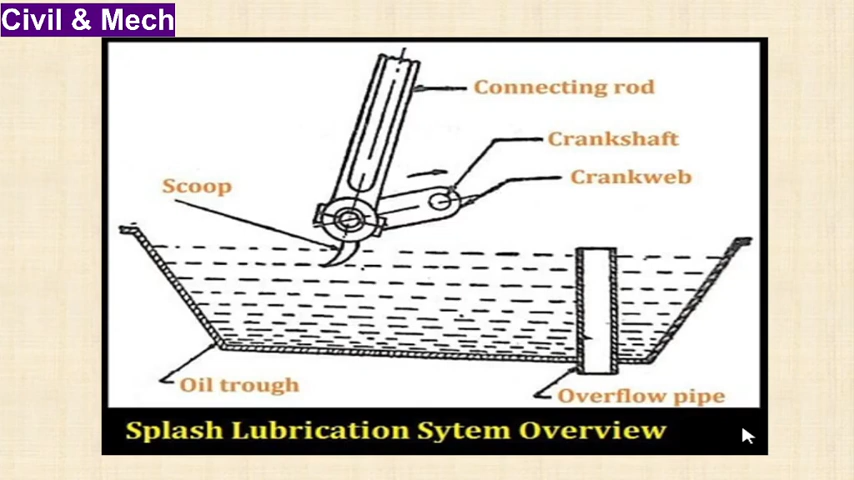 Civil & Mech
Connecting rod
Crankshaft
Crankweb
Scoop
Oil trough
Overflow pipe
Splash Lubrication Sytem Overview